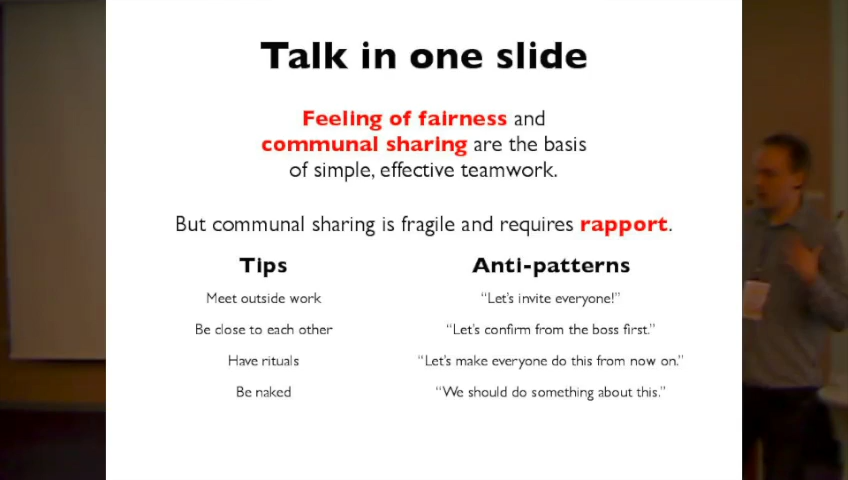 Talk in one slide
Feeling of fairness and
communal sharing are the basis
of simple, effective teamwork.
But communal sharing is fragile and requires rapport.
Tips
Meet outside work
Be close to each other
Have rituals
Be naked
Anti-patterns
“Let’s invite everyone!”
“Let’s confirm from the boss first.”
“Let’s make everyone do this from now on.”
“We should do something about this.”